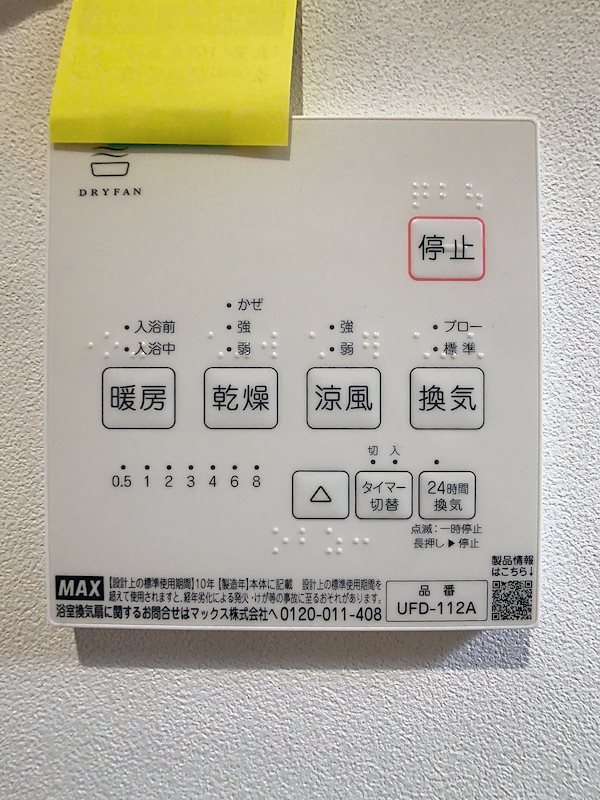 DRYFAN
停止
かぜ
入浴前 強 強 ブロー
入浴中 弱 弱 標準
暖房 乾燥 涼風 換気
切 入
0.5 1 2 3 4 6 8
△ タイマー切替 24時間換気
点滅:一時停止
長押し▶停止
製品情報
はこちら↓
MAX 【設計上の標準使用期間】10年【製造年】本体に記載 設計上の標準使用期間を
超えて使用されますと、経年劣化による発火・けが等の事故に至るおそれがあります。
浴室換気扇に関するお問合せはマックス株式会社へ 0120-011-408
品番
UFD-112A